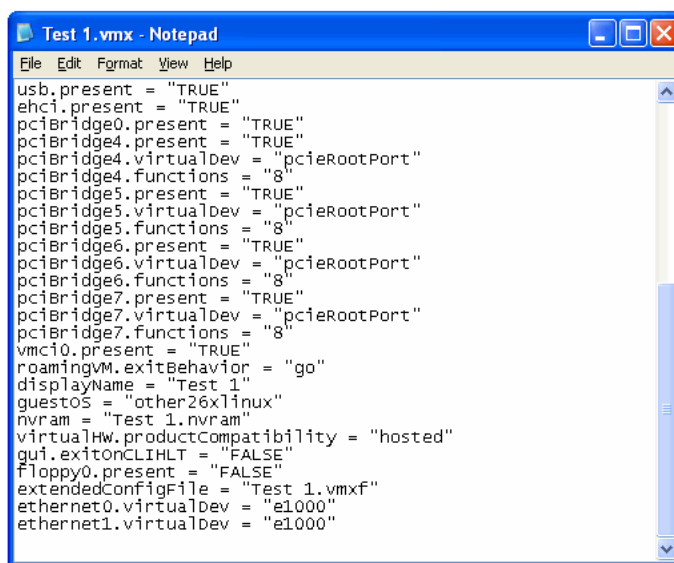 Test 1.vmx - Notepad
File Edit Format View Help
usb.present = "TRUE"
ehci.present = "TRUE"
pciBridge0.present = "TRUE"
pciBridge4.present = "TRUE"
pciBridge4.virtualDev = "pcieRootPort"
pciBridge4.functions = "8"
pciBridge5.present = "TRUE"
pciBridge5.virtualDev = "pcieRootPort"
pciBridge5.functions = "8"
pciBridge6.present = "TRUE"
pciBridge6.virtualDev = "pcieRootPort"
pciBridge6.functions = "8"
pciBridge7.present = "TRUE"
pciBridge7.virtualDev = "pcieRootPort"
pciBridge7.functions = "8"
vmci0.present = "TRUE"
roamingVM.exitBehavior = "go"
displayName = "Test 1"
guestOS = "other26xlinux"
nvram = "Test 1.nvram"
virtualHW.productCompatibility = "hosted"
gui.exitOnCLIHLT = "FALSE"
floppy0.present = "FALSE"
extendedConfigFile = "Test 1.vmxf"
ethernet0.virtualDev = "e1000"
ethernet1.virtualDev = "e1000"